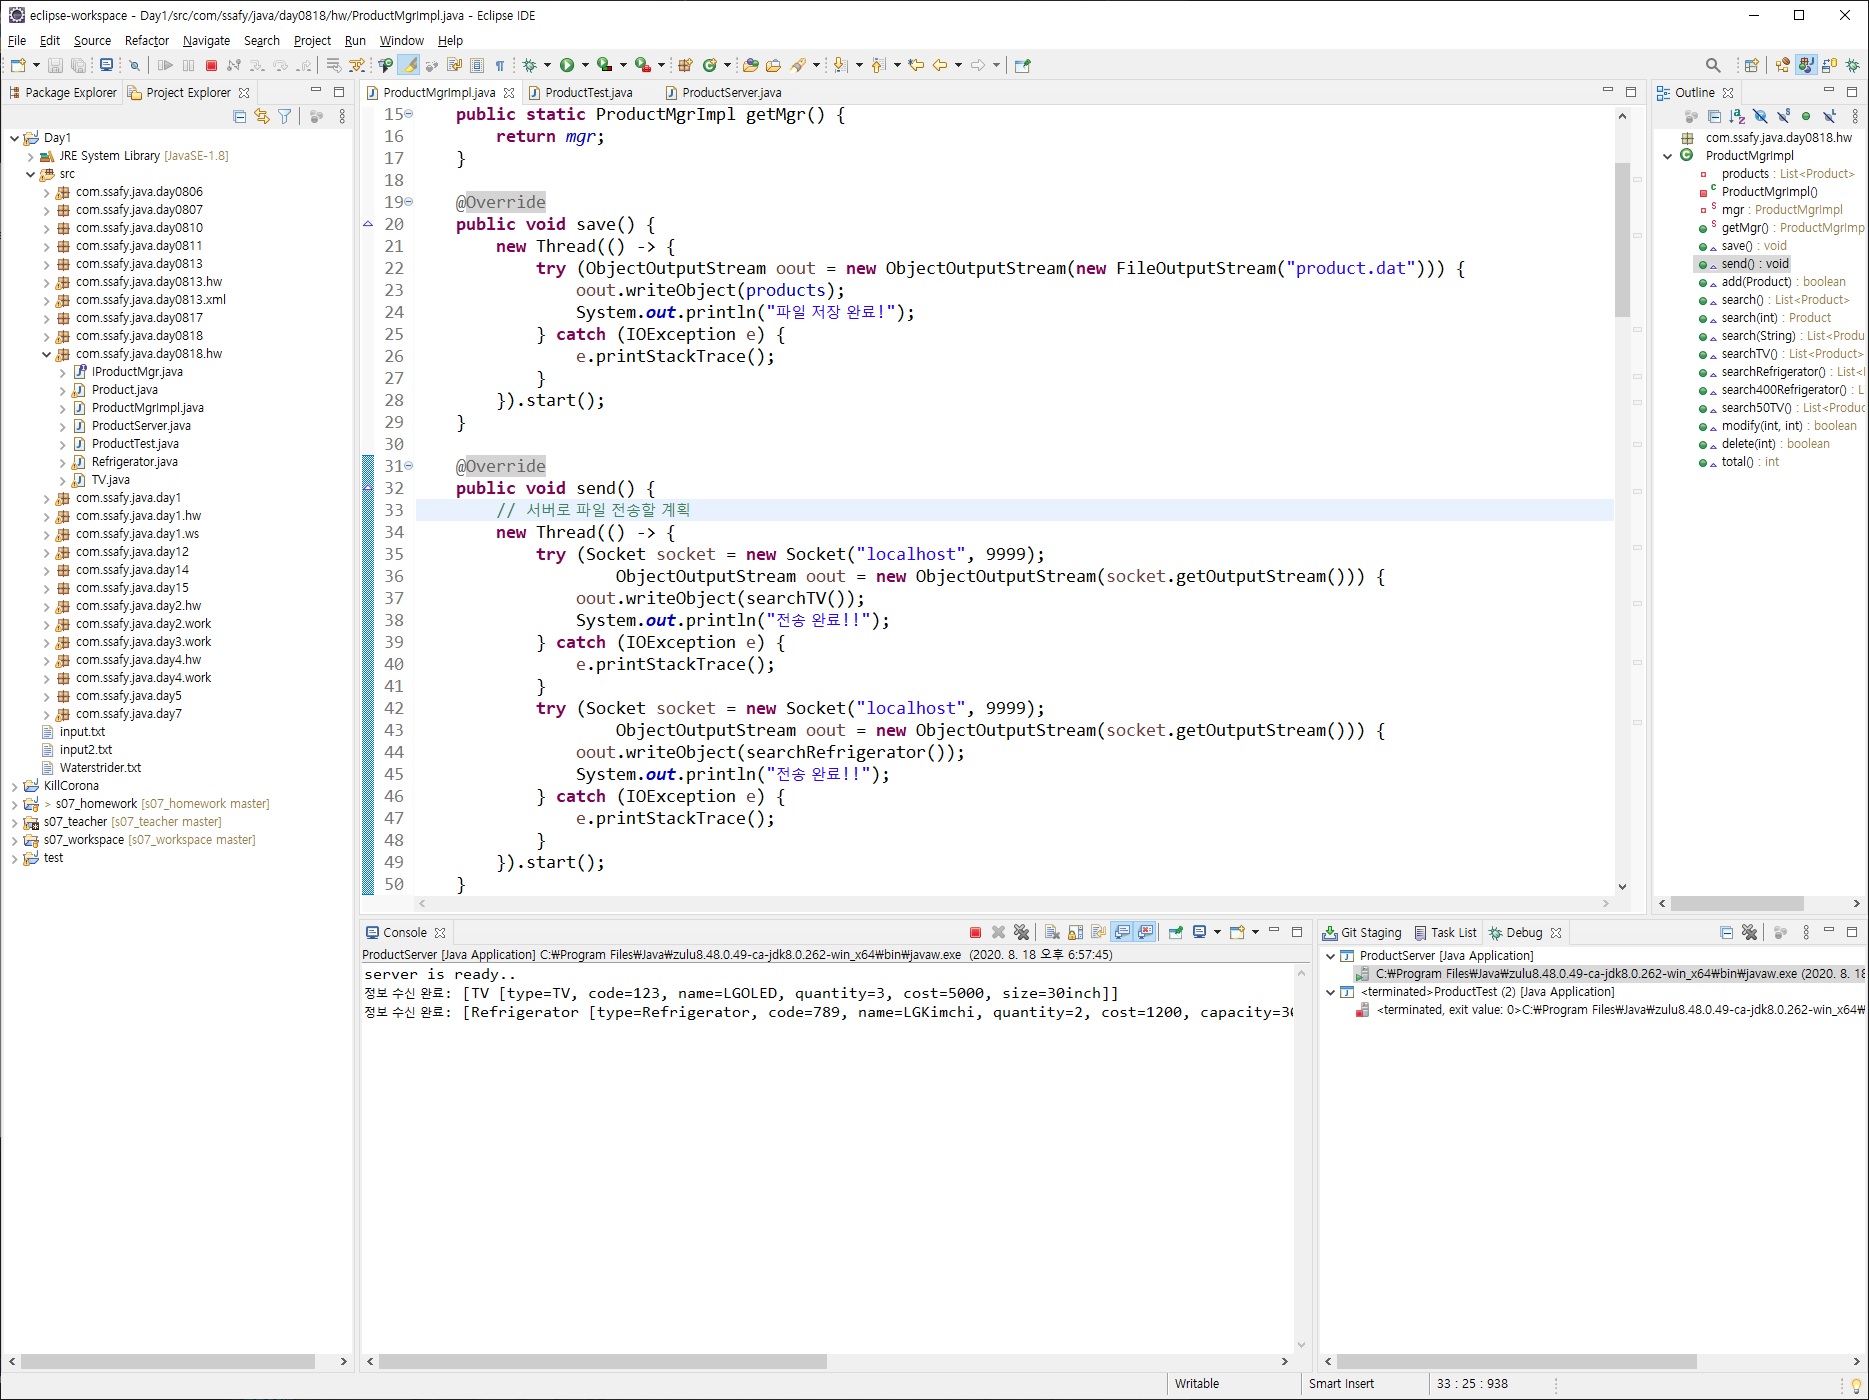 eclipse-workspace - Day1/src/com/ssafy/java/day0818/hw/ProductMgrImpl.java - Eclipse IDE
File Edit Source Refactor Navigate Search Project Run Window Help
Package Explorer Project Explorer
Day1
JRE System Library [JavaSE-1.8]
src
com.ssafy.java.day0806
com.ssafy.java.day0807
com.ssafy.java.day0810
com.ssafy.java.day0811
com.ssafy.java.day0813
com.ssafy.java.day0813.hw
com.ssafy.java.day0813.xml
com.ssafy.java.day0817
com.ssafy.java.day0818
com.ssafy.java.day0818.hw
IProductMgr.java
Product.java
ProductMgrImpl.java
ProductServer.java
ProductTest.java
Refrigerator.java
TV.java
com.ssafy.java.day1
com.ssafy.java.day1.hw
com.ssafy.java.day1.ws
com.ssafy.java.day12
com.ssafy.java.day14
com.ssafy.java.day15
com.ssafy.java.day2.hw
com.ssafy.java.day2.work
com.ssafy.java.day3.work
com.ssafy.java.day4.hw
com.ssafy.java.day4.work
com.ssafy.java.day5
com.ssafy.java.day7
input.txt
input2.txt
Waterstrider.txt
KillCorona
> s07_homework [s07_homework master]
s07_teacher [s07_teacher master]
s07_workspace [s07_workspace master]
test
ProductMgrImpl.java ProductTest.java ProductServer.java
15 public static ProductMgrImpl getMgr() {
16 return mgr;
17 }
18
19 @Override
20 public void save() {
21 new Thread(() -> {
22 try (ObjectOutputStream oout = new ObjectOutputStream(new FileOutputStream("product.dat"))) {
23 oout.writeObject(products);
24 System.out.println("파일 저장 완료!");
25 } catch (IOException e) {
26 e.printStackTrace();
27 }
28 }).start();
29 }
30
31 @Override
32 public void send() {
33 // 서버로 파일 전송할 계획
34 new Thread(() -> {
35 try (Socket socket = new Socket("localhost", 9999);
36 ObjectOutputStream oout = new ObjectOutputStream(socket.getOutputStream())) {
37 oout.writeObject(searchTV());
38 System.out.println("전송 완료!!");
39 } catch (IOException e) {
40 e.printStackTrace();
41 }
42 try (Socket socket = new Socket("localhost", 9999);
43 ObjectOutputStream oout = new ObjectOutputStream(socket.getOutputStream())) {
44 oout.writeObject(searchRefrigerator());
45 System.out.println("전송 완료!!");
46 } catch (IOException e) {
47 e.printStackTrace();
48 }
49 }).start();
50 }
Outline
com.ssafy.java.day0818.hw
ProductMgrImpl
products : List<Product>
ProductMgrImpl()
mgr : ProductMgrImpl
getMgr() : ProductMgrImp
save() : void
send() : void
add(Product) : boolean
search() : List<Product>
search(int) : Product
search(String) : List<Produ
searchTV() : List<Product>
searchRefrigerator() : List<
search400Refrigerator() : L
search50TV() : List<Produc
modify(int, int) : boolean
delete(int) : boolean
total() : int
Console
ProductServer [Java Application] C:₩Program Files₩Java₩zulu8.48.0.49-ca-jdk8.0.262-win_x64₩bin₩javaw.exe (2020. 8. 18 오후 6:57:45)
server is ready..
정보 수신 완료: [TV [type=TV, code=123, name=LGOLED, quantity=3, cost=5000, size=30inch]]
정보 수신 완료: [Refrigerator [type=Refrigerator, code=789, name=LGKimchi, quantity=2, cost=1200, capacity=30
Git Staging Task List Debug
ProductServer [Java Application]
C:₩Program Files₩Java₩zulu8.48.0.49-ca-jdk8.0.262-win_x64₩bin₩javaw.exe (2020. 8. 18
<terminated>ProductTest (2) [Java Application]
<terminated, exit value: 0>C:₩Program Files₩Java₩zulu8.48.0.49-ca-jdk8.0.262-win_x64₩
Writable Smart Insert 33 : 25 : 938